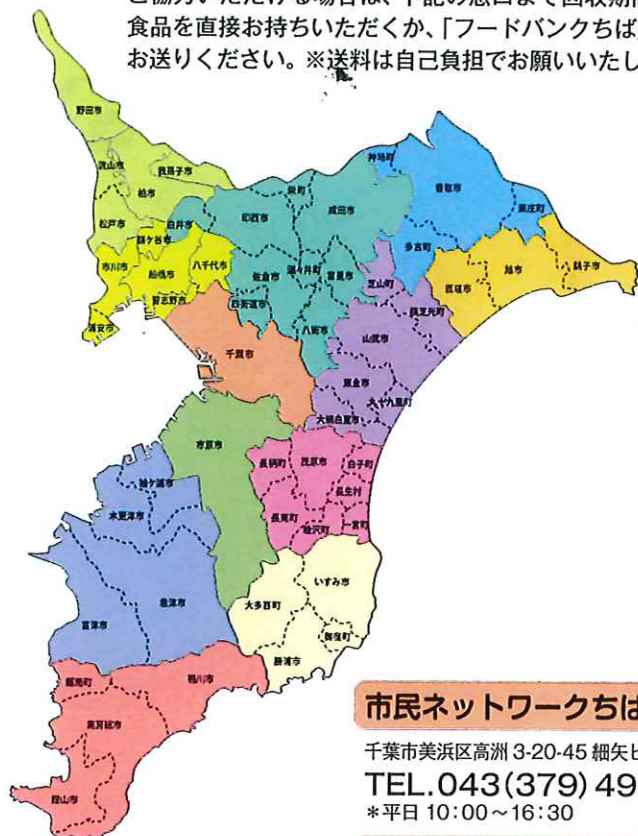 食品を直接お持ちいただくか、「フードバンクちば
お送りください。※送料は自己負担でお願いいたし
野田市
流山市
我孫子市
柏市
松戸市
鎌ケ谷市
白井市
印西市
栄町
成田市
神崎町
香取市
東庄町
市川市
船橋市
八千代市
習志野市
浦安市
佐倉市
酒々井町
富里市
四街道市
八街市
多古町
芝山町
横芝光町
匝瑳市
旭市
銚子市
千葉市
山武市
東金市
九十九里町
大網白里市
市原市
長柄町
茂原市
白子町
長生村
長南町
睦沢町
一宮町
袖ケ浦市
木更津市
君津市
富津市
大多喜町
いすみ市
御宿町
勝浦市
鋸南町
鴨川市
南房総市
館山市
市民ネットワークちば
千葉市美浜区高洲 3-20-45 細矢ビ
TEL.043(379) 49
*平日 10:00~16:30